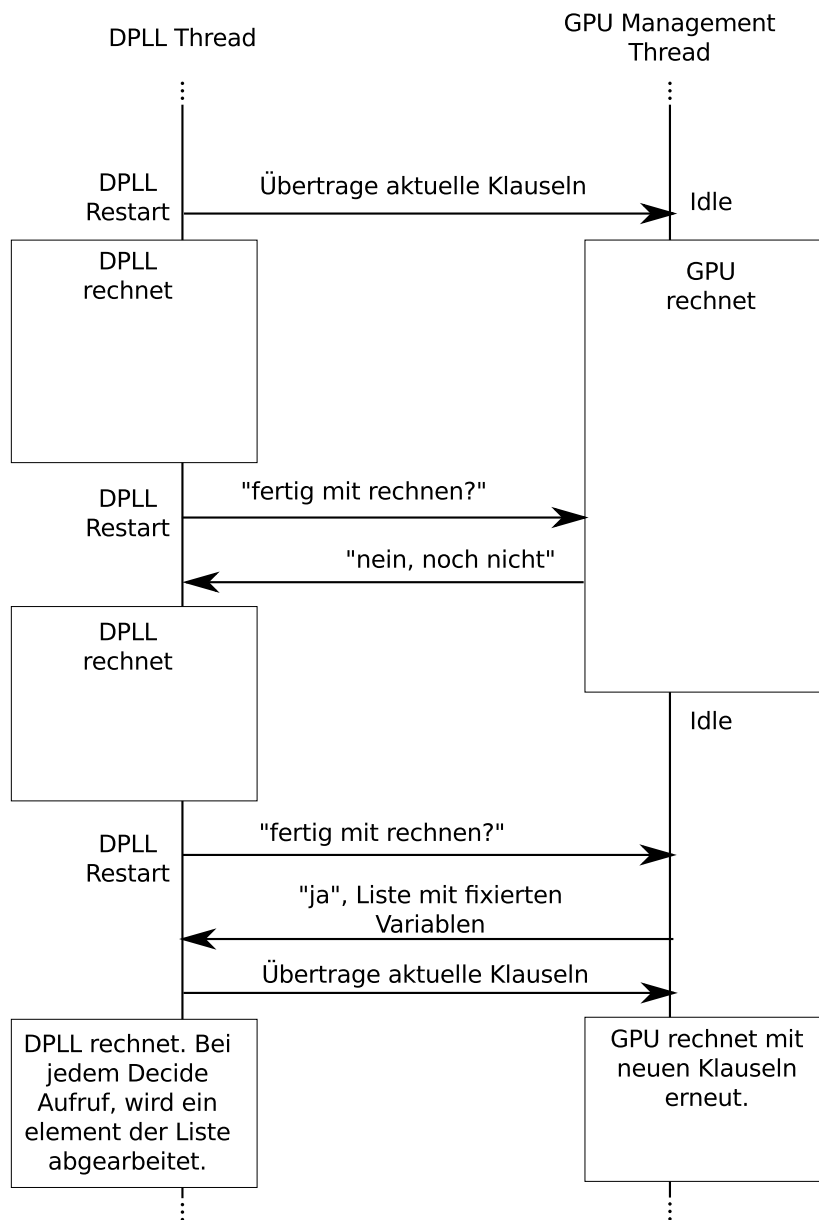 DPLL Thread
GPU Management
Thread
DPLL
Restart
Übertrage aktuelle Klauseln
Idle
DPLL
rechnet
GPU
rechnet
DPLL
Restart
"fertig mit rechnen?"
"nein, noch nicht"
DPLL
rechnet
Idle
DPLL
Restart
"fertig mit rechnen?"
"ja", Liste mit fixierten
Variablen
Übertrage aktuelle Klauseln
DPLL rechnet. Bei
jedem Decide
Aufruf, wird ein
element der Liste
abgearbeitet.
GPU rechnet mit
neuen Klauseln
erneut.